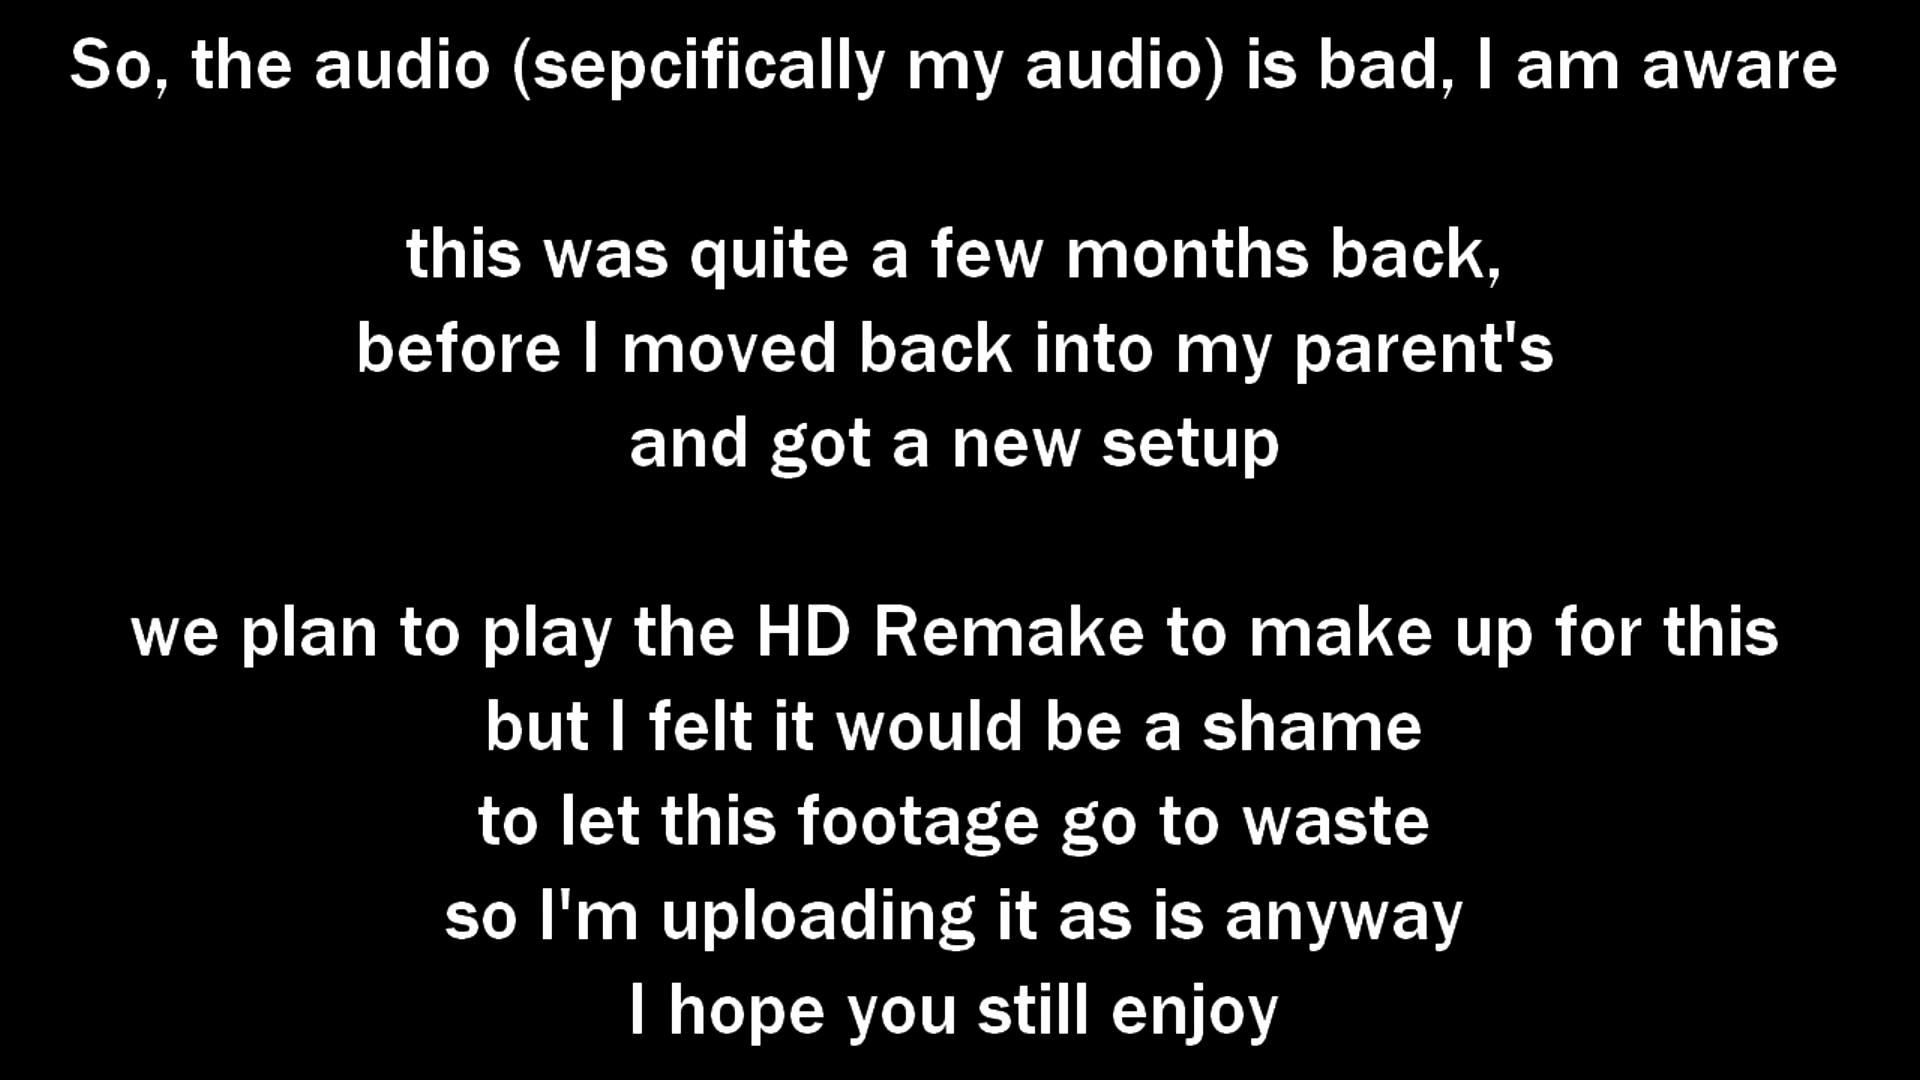 So, the audio (sepcifically my audio) is bad, I am aware
this was quite a few months back,
before I moved back into my parent's
and got a new setup
we plan to play the HD Remake to make up for this
but I felt it would be a shame
to let this footage go to waste
so I'm uploading it as is anyway
I hope you still enjoy